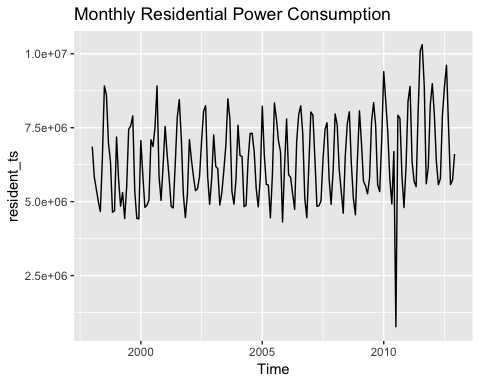 Monthly Residential Power Consumption
1.0e+07
7.5e+06
5.0e+06
2.5e+06
resident_ts
2000 2005 2010
Time